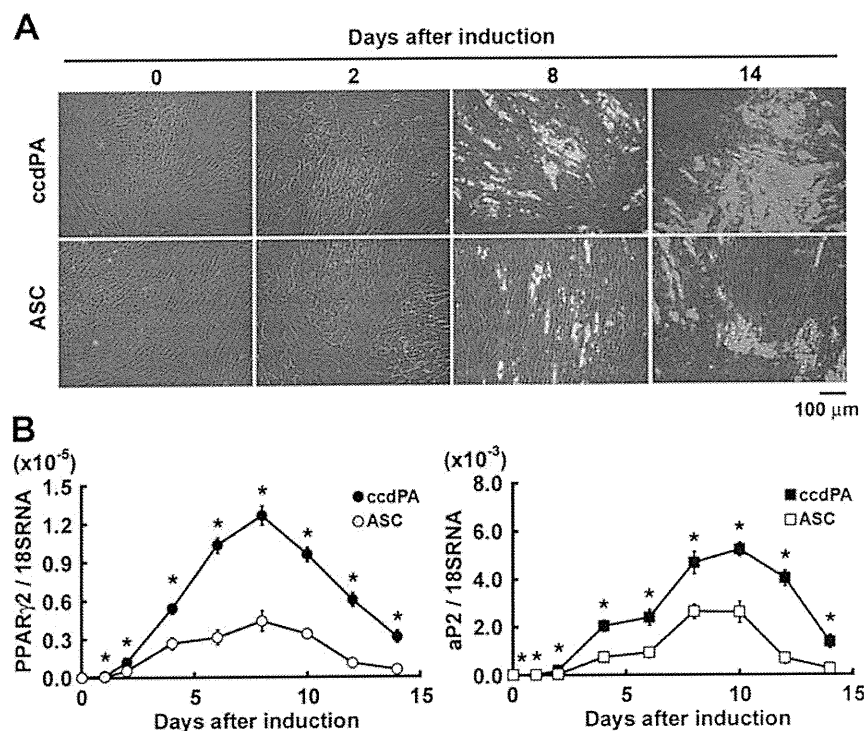 A
Days after induction
0 2 8 14
ccdPA
ASC
100 μm
B
(x10⁻⁵)
PPARγ2 / 18SRNA
1.5
1.2
0.9
0.6
0.3
0.0
* * * * * * * * *
ccdPA
ASC
0 5 10 15
Days after induction
(x10⁻³)
aP2 / 18SRNA
8.0
6.0
4.0
2.0
0.0
* * * * * * * * *
ccdPA
ASC
0 5 10 15
Days after induction